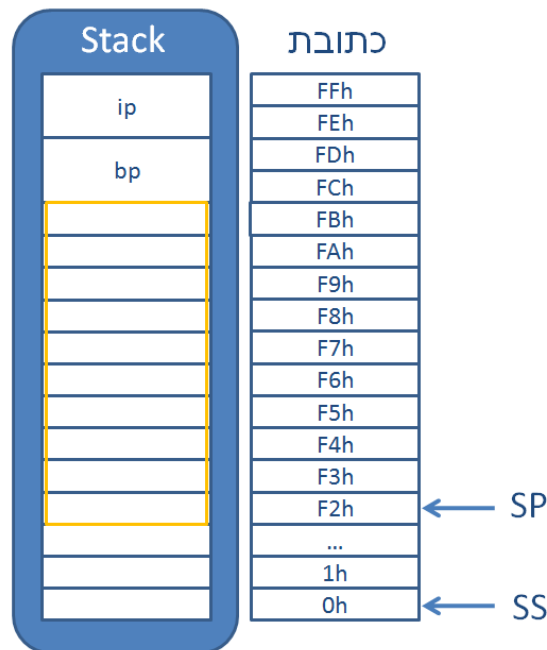 Stack כתובת
ip
bp
FFh
FEh
FDh
FCh
FBh
FAh
F9h
F8h
F7h
F6h
F5h
F4h
F3h
F2h SP
...
1h
0h SS